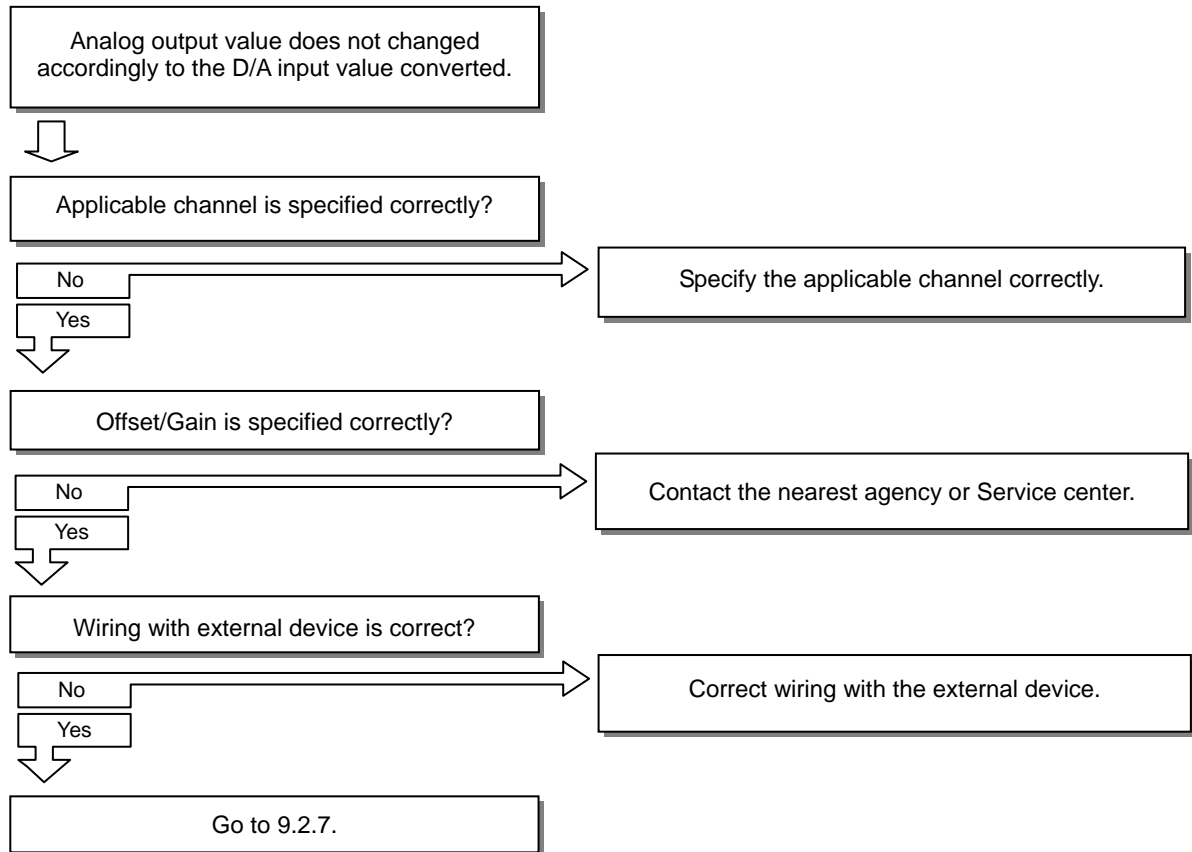 Analog output value does not changed
accordingly to the D/A input value converted.
Applicable channel is specified correctly?
No
Specify the applicable channel correctly.
Yes
Offset/Gain is specified correctly?
No
Contact the nearest agency or Service center.
Yes
Wiring with external device is correct?
No
Correct wiring with the external device.
Yes
Go to 9.2.7.